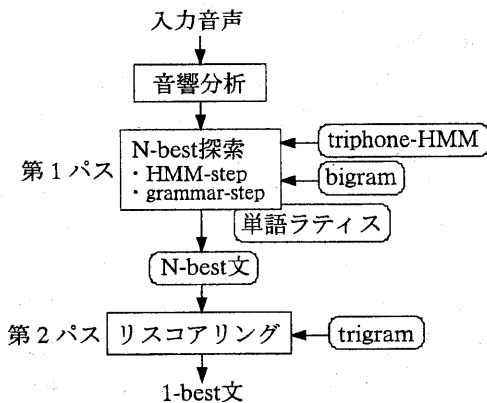 入力音声
音響分析
第1パス
N-best探索
・HMM-step
・grammar-step
triphone-HMM
bigram
単語ラティス
N-best文
第2パス
リスコアリング
trigram
1-best文